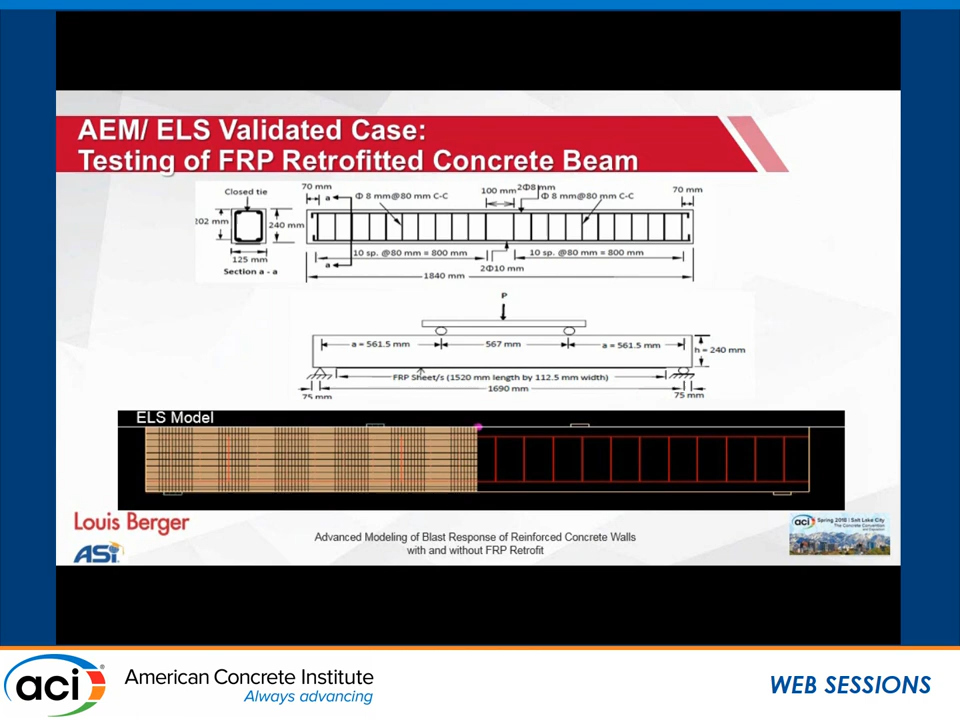 AEM/ ELS Validated Case:
Testing of FRP Retrofitted Concrete Beam
Closed tie
202 mm
240 mm
125 mm
Section a - a
70 mm
a
Φ 8 mm@80 mm C-C
100 mm
2Φ8 mm
Φ 8 mm@80 mm C-C
70 mm
10 sp. @80 mm = 800 mm
10 sp. @80 mm = 800 mm
a
2Φ10 mm
1840 mm
P
a = 561.5 mm
567 mm
a = 561.5 mm
h = 240 mm
FRP Sheet/s (1520 mm length by 112.5 mm width)
1690 mm
75 mm
75 mm
ELS Model
Louis Berger
ASI
Advanced Modeling of Blast Response of Reinforced Concrete Walls
with and without FRP Retrofit
aci Spring 2018 | Salt Lake City
The Concrete Convention
aci
American Concrete Institute
Always advancing
WEB SESSIONS